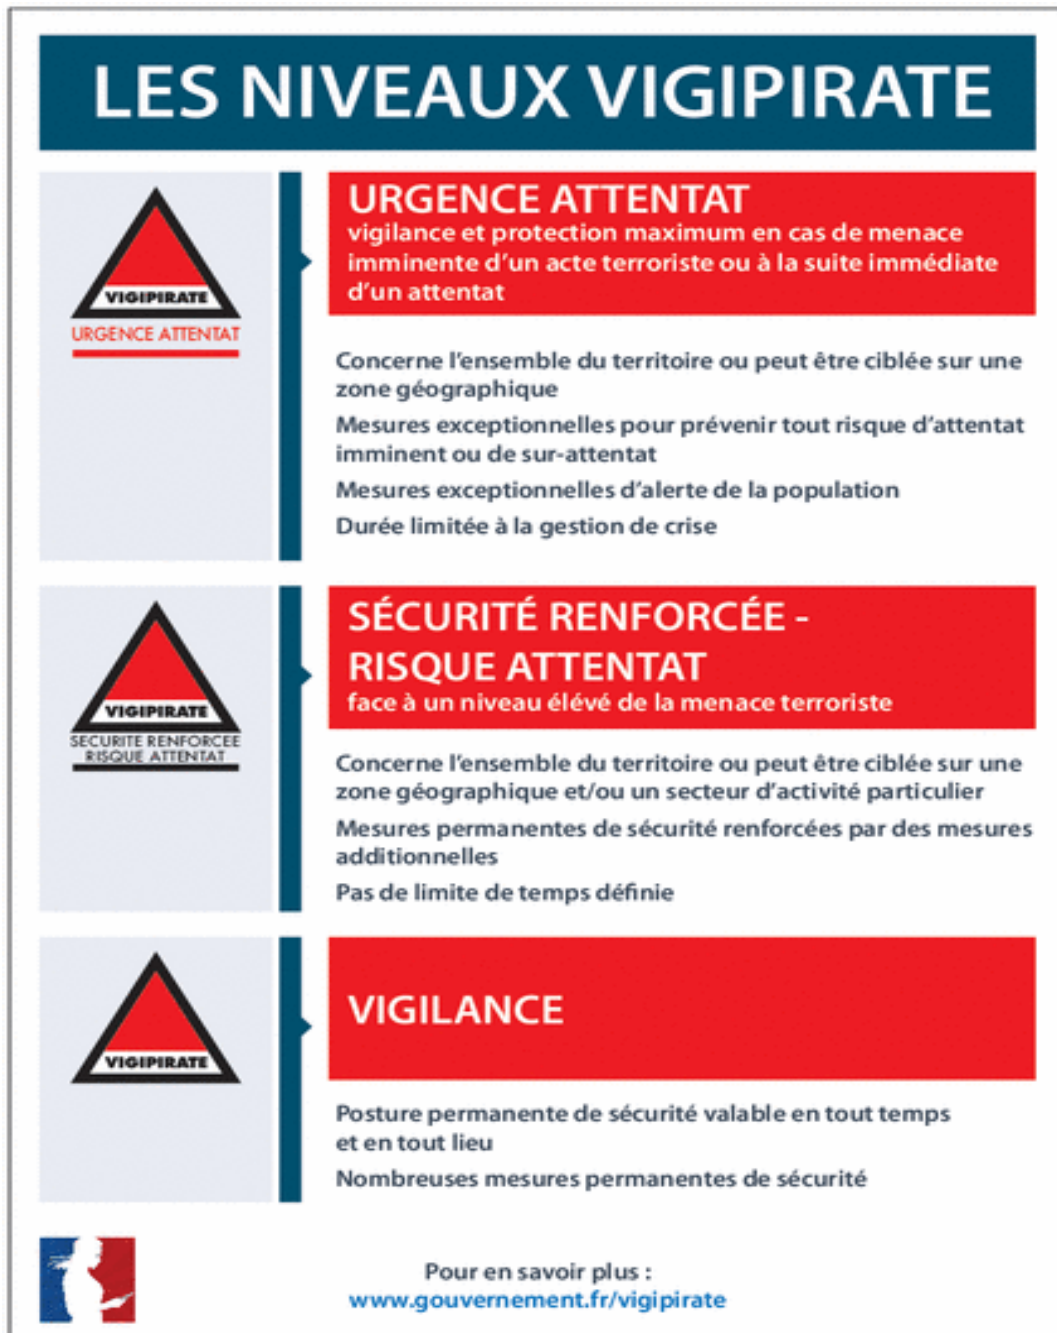 LES NIVEAUX VIGIPIRATE
VIGIPIRATE
URGENCE ATTENTAT
URGENCE ATTENTAT
vigilance et protection maximum en cas de menace
imminente d’un acte terroriste ou à la suite immédiate
d’un attentat
Concerne l’ensemble du territoire ou peut être ciblée sur une
zone géographique
Mesures exceptionnelles pour prévenir tout risque d’attentat
imminent ou de sur-attentat
Mesures exceptionnelles d’alerte de la population
Durée limitée à la gestion de crise
VIGIPIRATE
SECURITE RENFORCEE
RISQUE ATTENTAT
SÉCURITÉ RENFORCÉE -
RISQUE ATTENTAT
face à un niveau élévé de la menace terroriste
Concerne l’ensemble du territoire ou peut être ciblée sur une
zone géographique et/ou un secteur d’activité particulier
Mesures permanentes de sécurité renforcées par des mesures
additionnelles
Pas de limite de temps définie
VIGIPIRATE
VIGILANCE
Posture permanente de sécurité valable en tout temps
et en tout lieu
Nombreuses mesures permanentes de sécurité
Pour en savoir plus :
www.gouvernement.fr/vigipirate